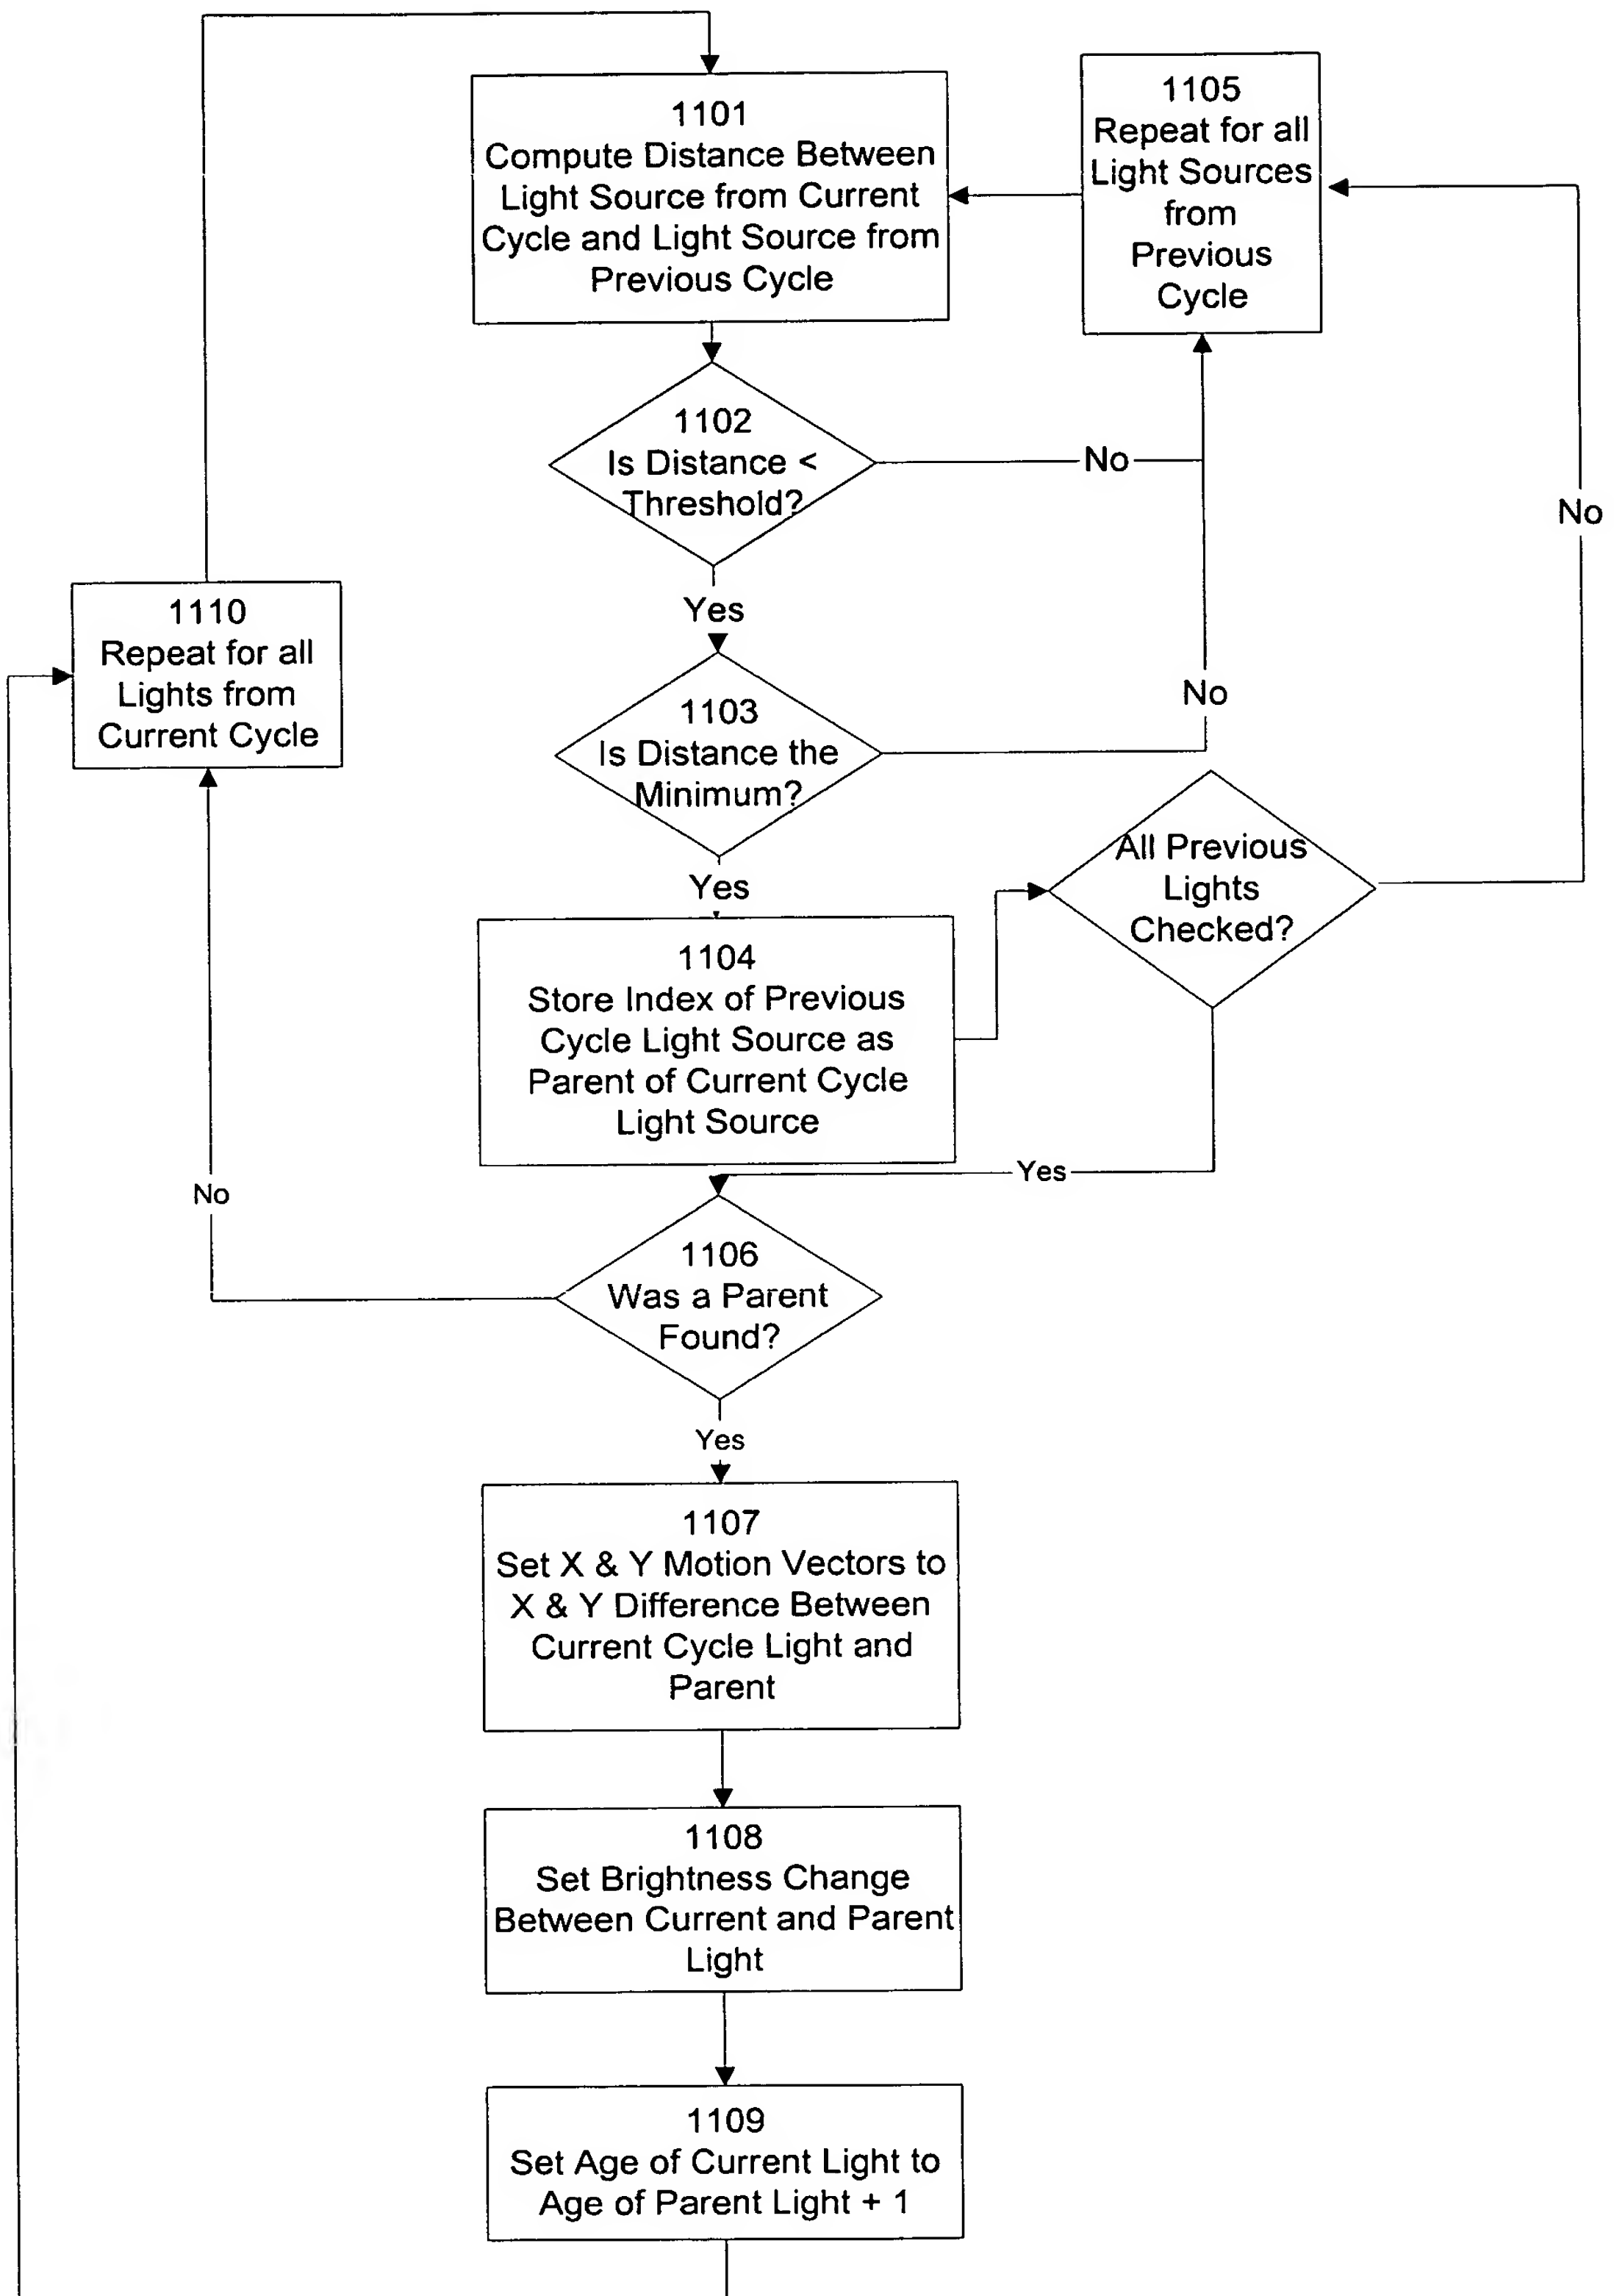 1101
Compute Distance Between
Light Source from Current
Cycle and Light Source from
Previous Cycle
1105
Repeat for all
Light Sources
from
Previous
Cycle
1102
Is Distance <
Threshold?
No
No
Yes
1110
Repeat for all
Lights from
Current Cycle
1103
Is Distance the
Minimum?
No
Yes
All Previous
Lights
Checked?
1104
Store Index of Previous
Cycle Light Source as
Parent of Current Cycle
Light Source
Yes
No
1106
Was a Parent
Found?
Yes
1107
Set X & Y Motion Vectors to
X & Y Difference Between
Current Cycle Light and
Parent
1108
Set Brightness Change
Between Current and Parent
Light
1109
Set Age of Current Light to
Age of Parent Light + 1